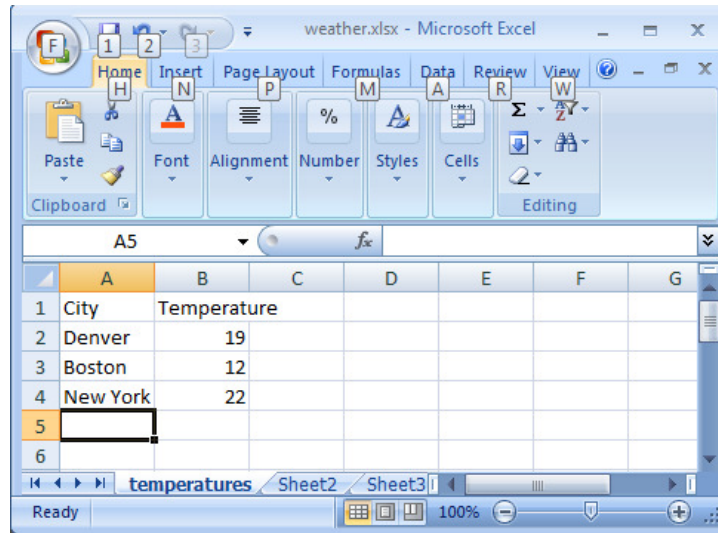 weather.xlsx - Microsoft Excel
F 1 2 3
Home Insert Page Layout Formulas Data Review View
H N P M A R W
Paste Font Alignment Number Styles Cells
Clipboard Editing
A5 fx
A B C D E F G
1 City Temperature
2 Denver 19
3 Boston 12
4 New York 22
5
6
temperatures Sheet2 Sheet3
Ready 100%